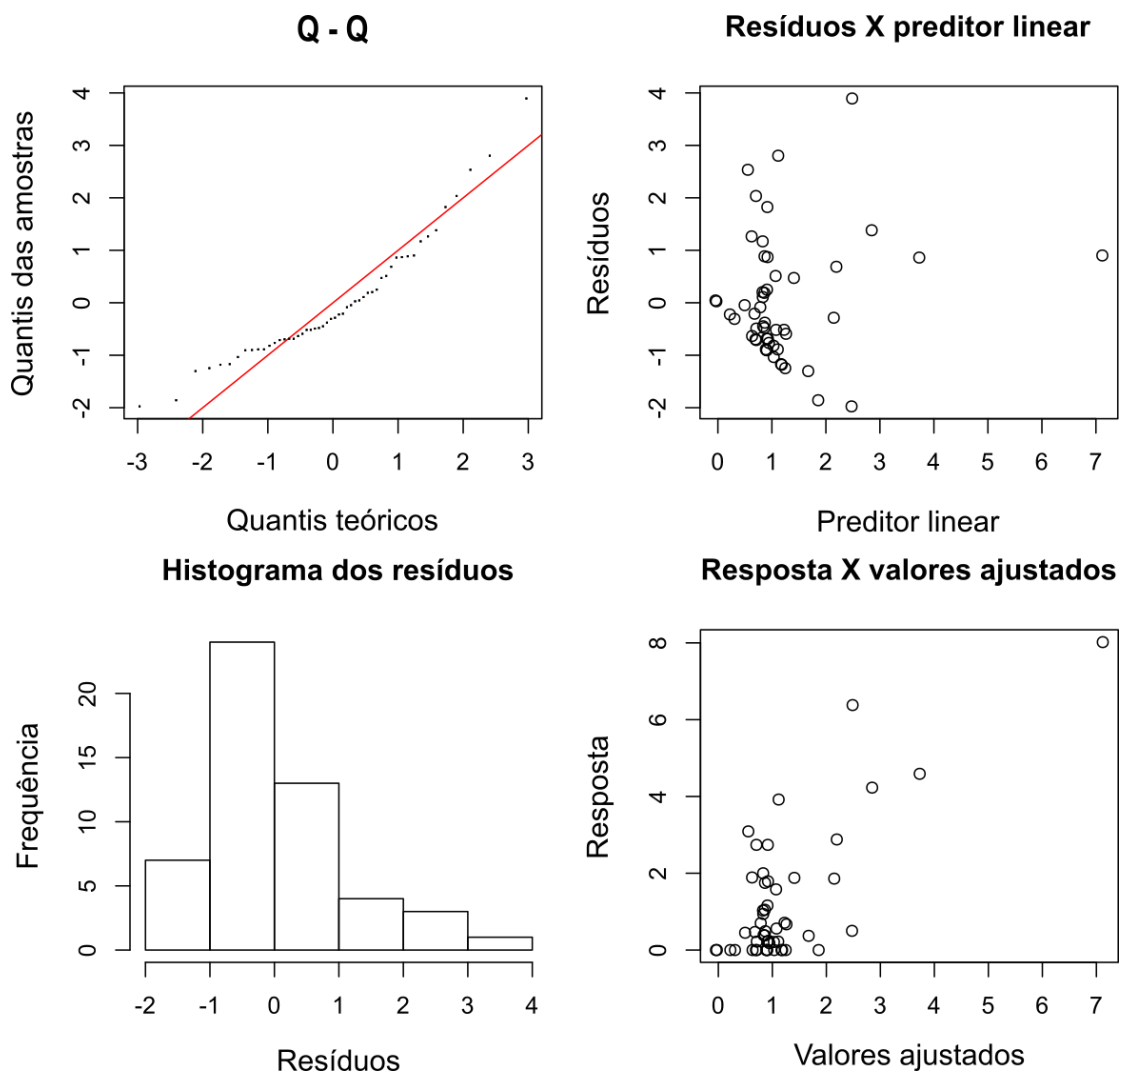 Q - Q
Quantis das amostras
4
3
2
1
0
-2
-3 -2 -1 0 1 2 3
Quantis teóricos
Resíduos X preditor linear
Resíduos
4
3
2
1
0
-1
-2
0 1 2 3 4 5 6 7
Preditor linear
Histograma dos resíduos
Frequência
20
15
10
5
0
-2 -1 0 1 2 3 4
Resíduos
Resposta X valores ajustados
Resposta
8
6
4
2
0
0 1 2 3 4 5 6 7
Valores ajustados